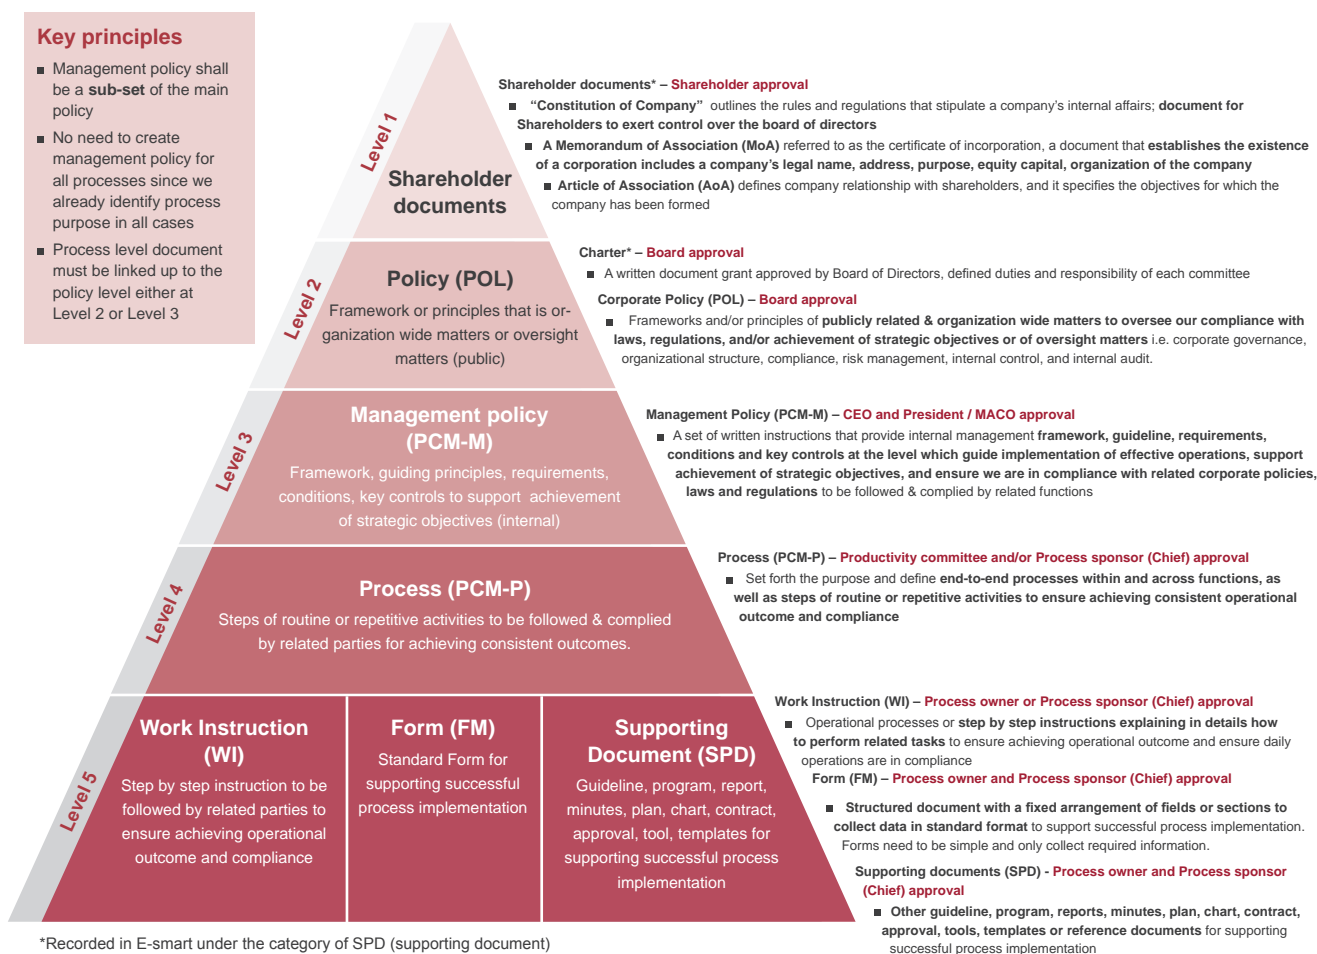 Key principles
■ Management policy shall
be a sub-set of the main
policy
■ No need to create
management policy for
all processes since we
already identify process
purpose in all cases
■ Process level document
must be linked up to the
policy level either at
Level 2 or Level 3
Level 1
Shareholder
documents
Shareholder documents* – Shareholder approval
■ “Constitution of Company” outlines the rules and regulations that stipulate a company’s internal affairs; document for
Shareholders to exert control over the board of directors
■ A Memorandum of Association (MoA) referred to as the certificate of incorporation, a document that establishes the existence
of a corporation includes a company’s legal name, address, purpose, equity capital, organization of the company
■ Article of Association (AoA) defines company relationship with shareholders, and it specifies the objectives for which the
company has been formed
Level 2
Policy (POL)
Framework or principles that is or-
ganization wide matters or oversight
matters (public)
Charter* – Board approval
■ A written document grant approved by Board of Directors, defined duties and responsibility of each committee
Corporate Policy (POL) – Board approval
■ Frameworks and/or principles of publicly related & organization wide matters to oversee our compliance with
laws, regulations, and/or achievement of strategic objectives or of oversight matters i.e. corporate governance,
organizational structure, compliance, risk management, internal control, and internal audit.
Level 3
Management policy
(PCM-M)
Framework, guiding principles, requirements,
conditions, key controls to support achievement
of strategic objectives (internal)
Management Policy (PCM-M) – CEO and President / MACO approval
■ A set of written instructions that provide internal management framework, guideline, requirements,
conditions and key controls at the level which guide implementation of effective operations, support
achievement of strategic objectives, and ensure we are in compliance with related corporate policies,
laws and regulations to be followed & complied by related functions
Level 4
Process (PCM-P)
Steps of routine or repetitive activities to be followed & complied
by related parties for achieving consistent outcomes.
Process (PCM-P) – Productivity committee and/or Process sponsor (Chief) approval
■ Set forth the purpose and define end-to-end processes within and across functions, as
well as steps of routine or repetitive activities to ensure achieving consistent operational
outcome and compliance
Level 5
Work Instruction
(WI)
Step by step instruction to be
followed by related parties to
ensure achieving operational
outcome and compliance
Form (FM)
Standard Form for
supporting successful
process implementation
Supporting
Document (SPD)
Guideline, program, report,
minutes, plan, chart, contract,
approval, tool, templates for
supporting successful process
implementation
Work Instruction (WI) – Process owner or Process sponsor (Chief) approval
■ Operational processes or step by step instructions explaining in details how
to perform related tasks to ensure achieving operational outcome and ensure daily
operations are in compliance
Form (FM) – Process owner and Process sponsor (Chief) approval
■ Structured document with a fixed arrangement of fields or sections to
collect data in standard format to support successful process implementation.
Forms need to be simple and only collect required information.
Supporting documents (SPD) - Process owner and Process sponsor
(Chief) approval
■ Other guideline, program, reports, minutes, plan, chart, contract,
approval, tools, templates or reference documents for supporting
successful process implementation
*Recorded in E-smart under the category of SPD (supporting document)